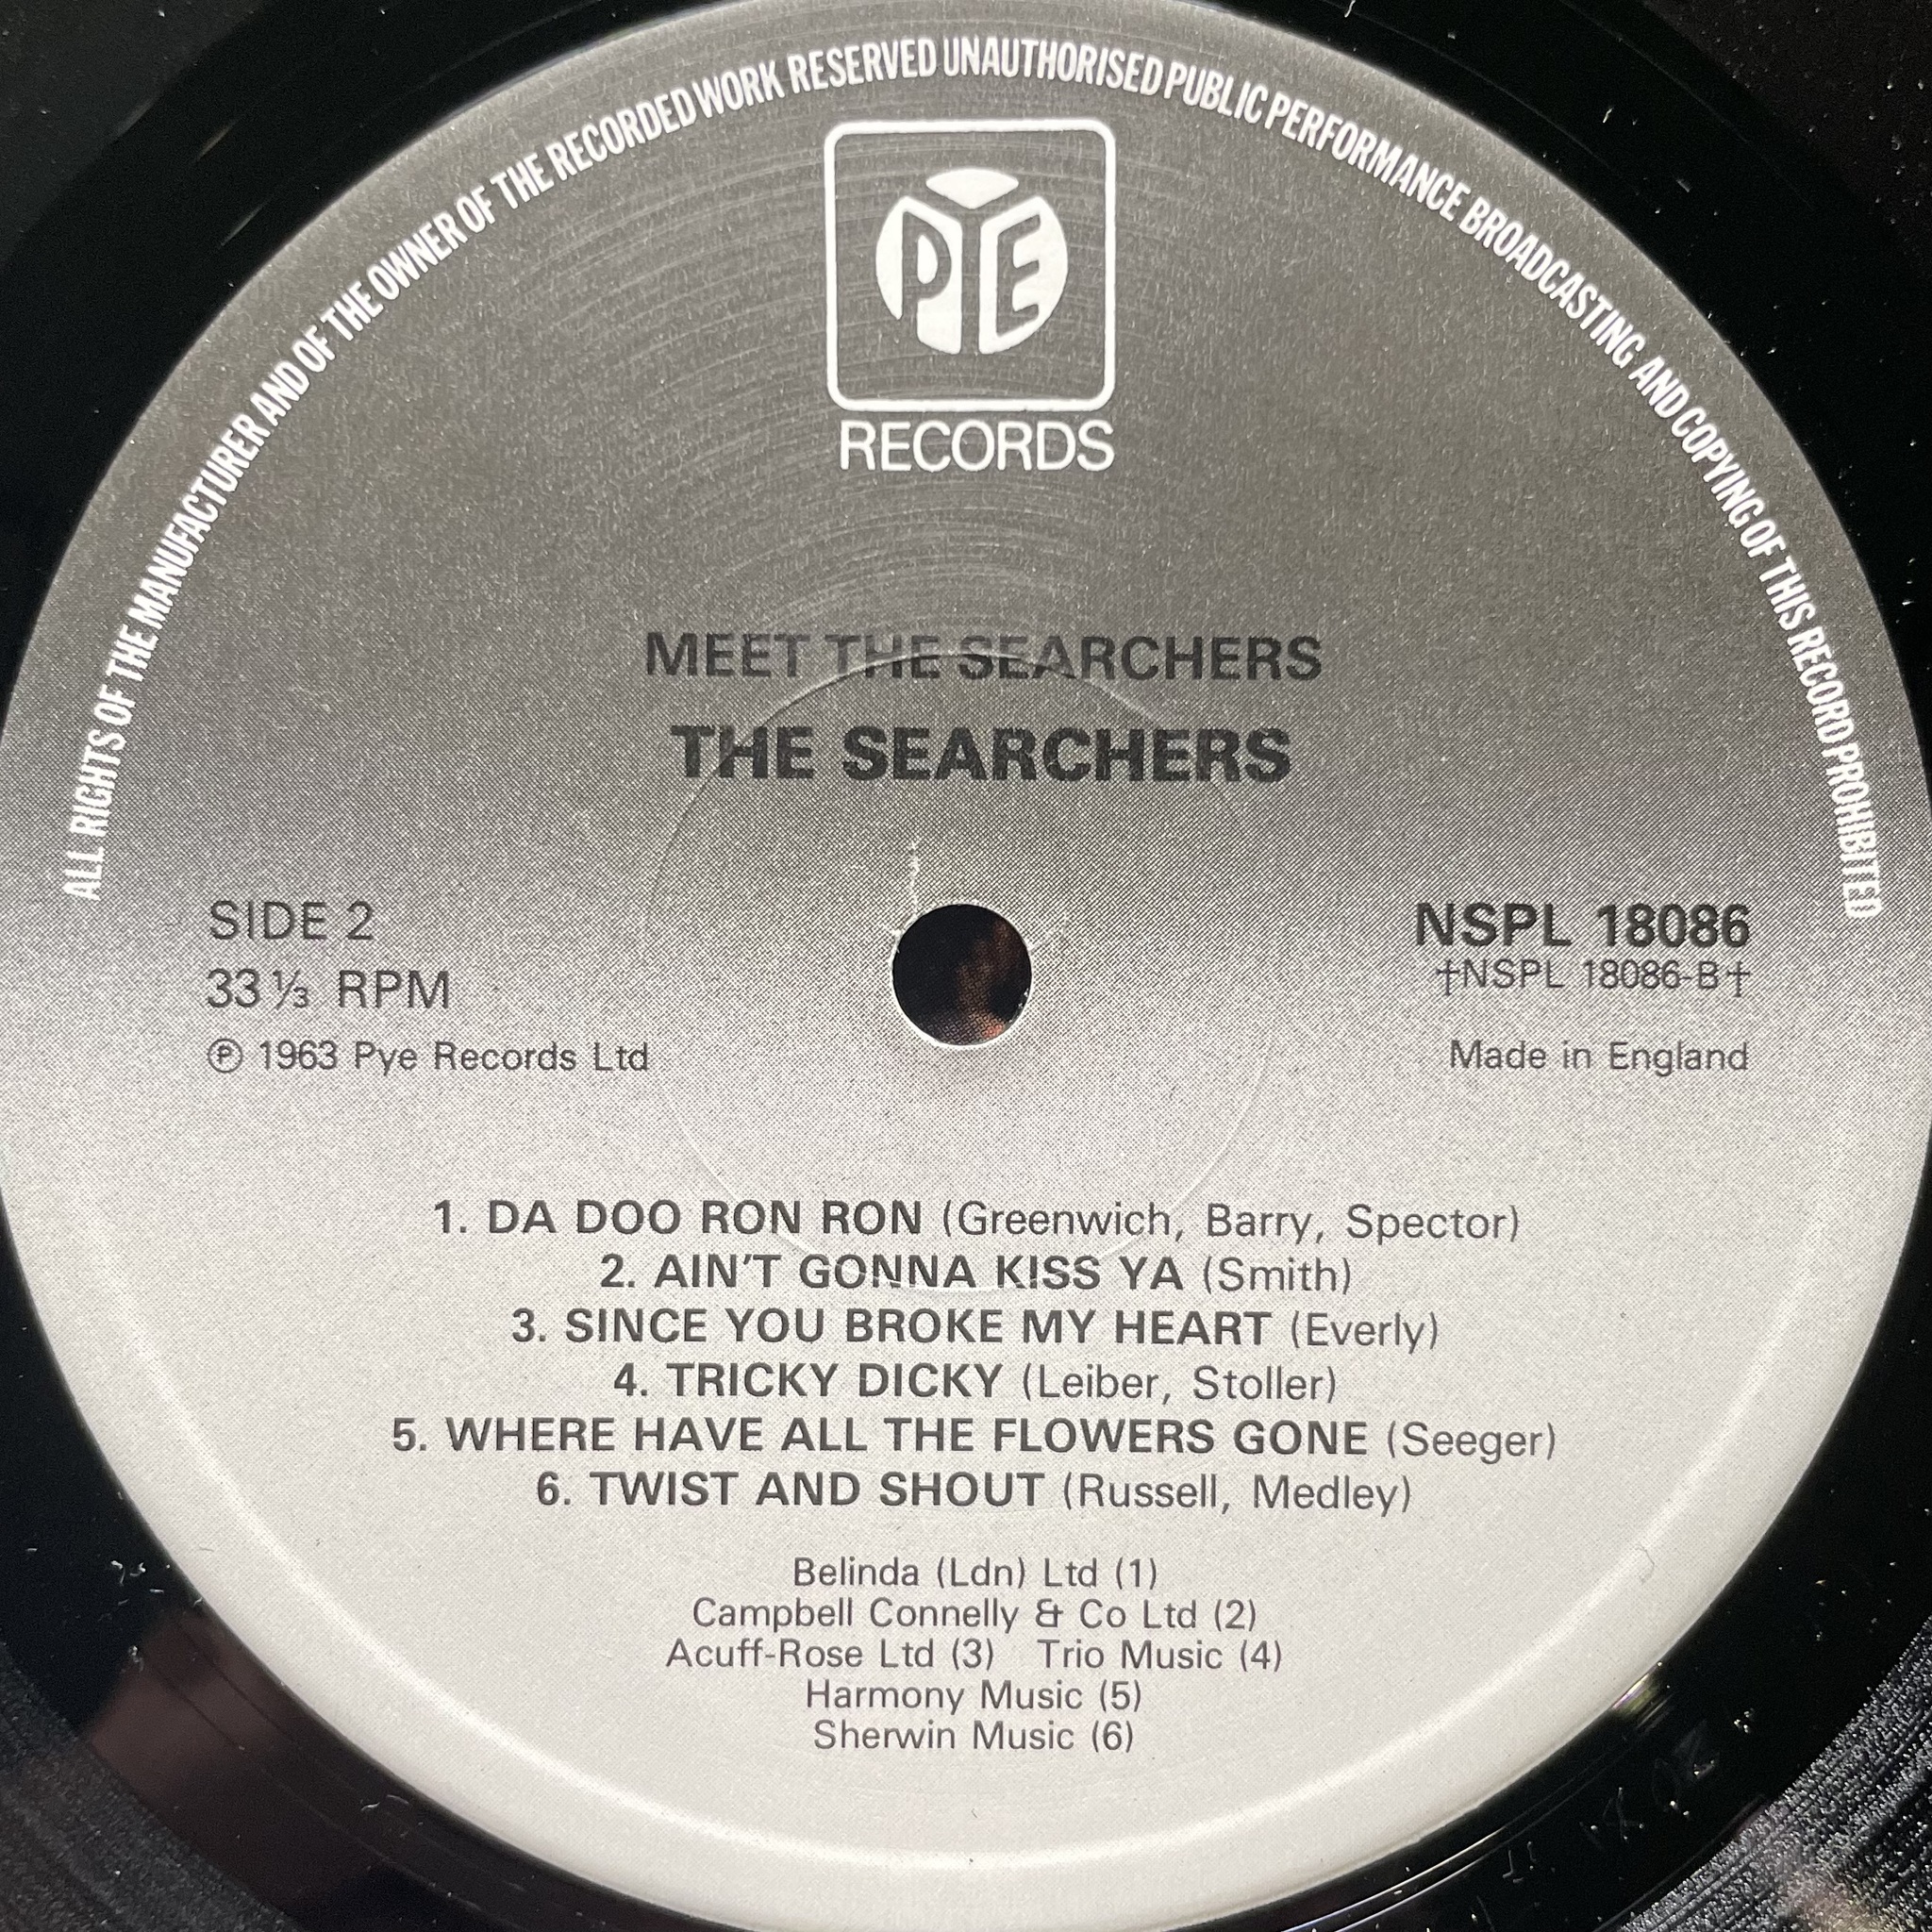 ALL RIGHTS OF THE MANUFACTURER AND OF THE OWNER OF THE RECORDED WORK RESERVED UNAUTHORISED PUBLIC PERFORMANCE BROADCASTING AND COPYING OF THIS RECORD PROHIBITED
PYE
RECORDS
MEET THE SEARCHERS
THE SEARCHERS
SIDE 2
33 ⅓ RPM
℗ 1963 Pye Records Ltd
NSPL 18086
†NSPL 18086-B†
Made in England
1. DA DOO RON RON (Greenwich, Barry, Spector)
2. AIN'T GONNA KISS YA (Smith)
3. SINCE YOU BROKE MY HEART (Everly)
4. TRICKY DICKY (Leiber, Stoller)
5. WHERE HAVE ALL THE FLOWERS GONE (Seeger)
6. TWIST AND SHOUT (Russell, Medley)
Belinda (Ldn) Ltd (1)
Campbell Connelly & Co Ltd (2)
Acuff-Rose Ltd (3) Trio Music (4)
Harmony Music (5)
Sherwin Music (6)